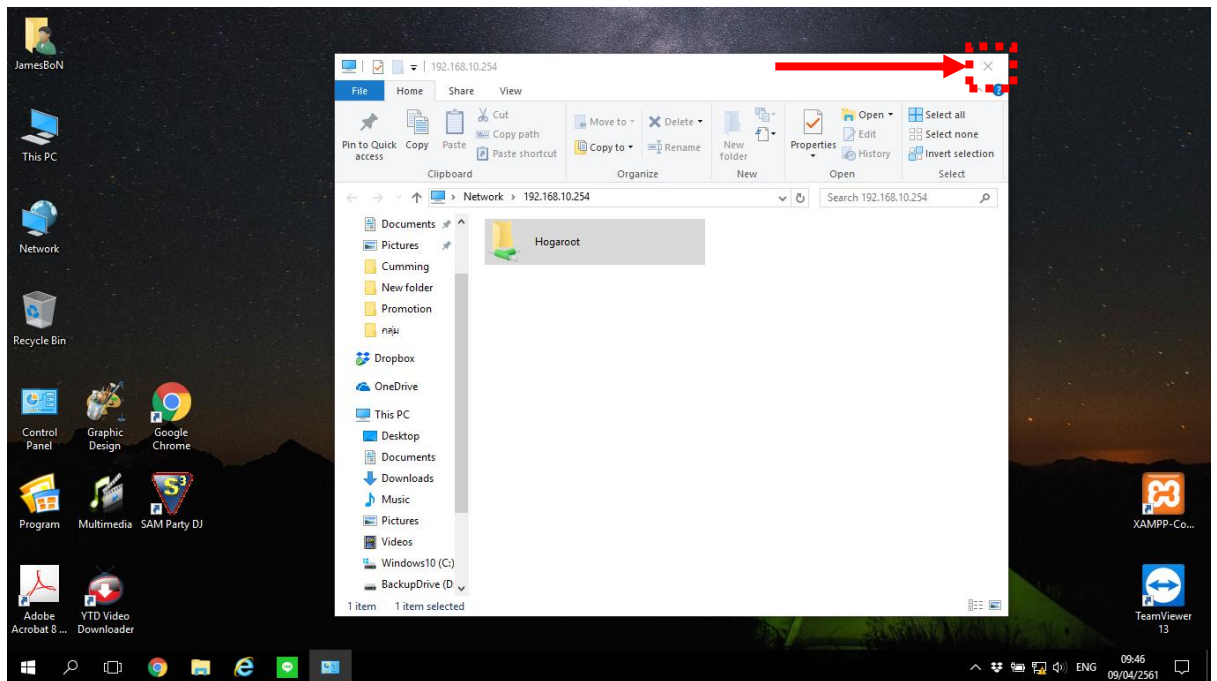 JamesBoN
This PC
Network
Recycle Bin
Control
Panel
Graphic
Design
Google
Chrome
Program
Multimedia
SAM Party DJ
Adobe
Acrobat 8 ...
YTD Video
Downloader
192.168.10.254
File Home Share View
Pin to Quick
access
Copy
Paste
Cut
Copy path
Paste shortcut
Clipboard
Move to
Copy to
Delete
Rename
Organize
New
folder
New
Properties
Open
Edit
History
Open
Select all
Select none
Invert selection
Select
Network > 192.168.10.254
Search 192.168.10.254
Documents
Pictures
Cumming
New folder
Promotion
กลุ่ม
Dropbox
OneDrive
This PC
Desktop
Documents
Downloads
Music
Pictures
Videos
Windows10 (C:)
BackupDrive (D:
Hogaroot
1 item 1 item selected
XAMPP-Co...
TeamViewer
13
ENG
09:46
09/04/2561